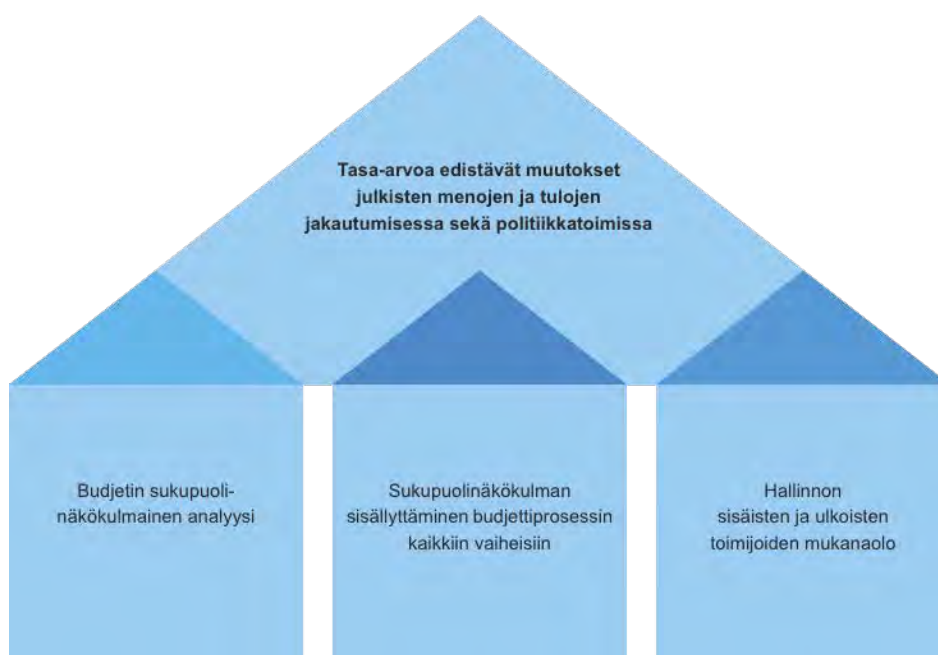 Tasa-arvoa edistävät muutokset
julkisten menojen ja tulojen
jakautumisessa sekä politiikkatoimissa
Budjetin sukupuoli-
näkökulmainen analyysi
Sukupuolinäkökulman
sisällyttäminen budjettiprosessin
kaikkiin vaiheisiin
Hallinnon
sisäisten ja ulkoisten
toimijoiden mukanaolo